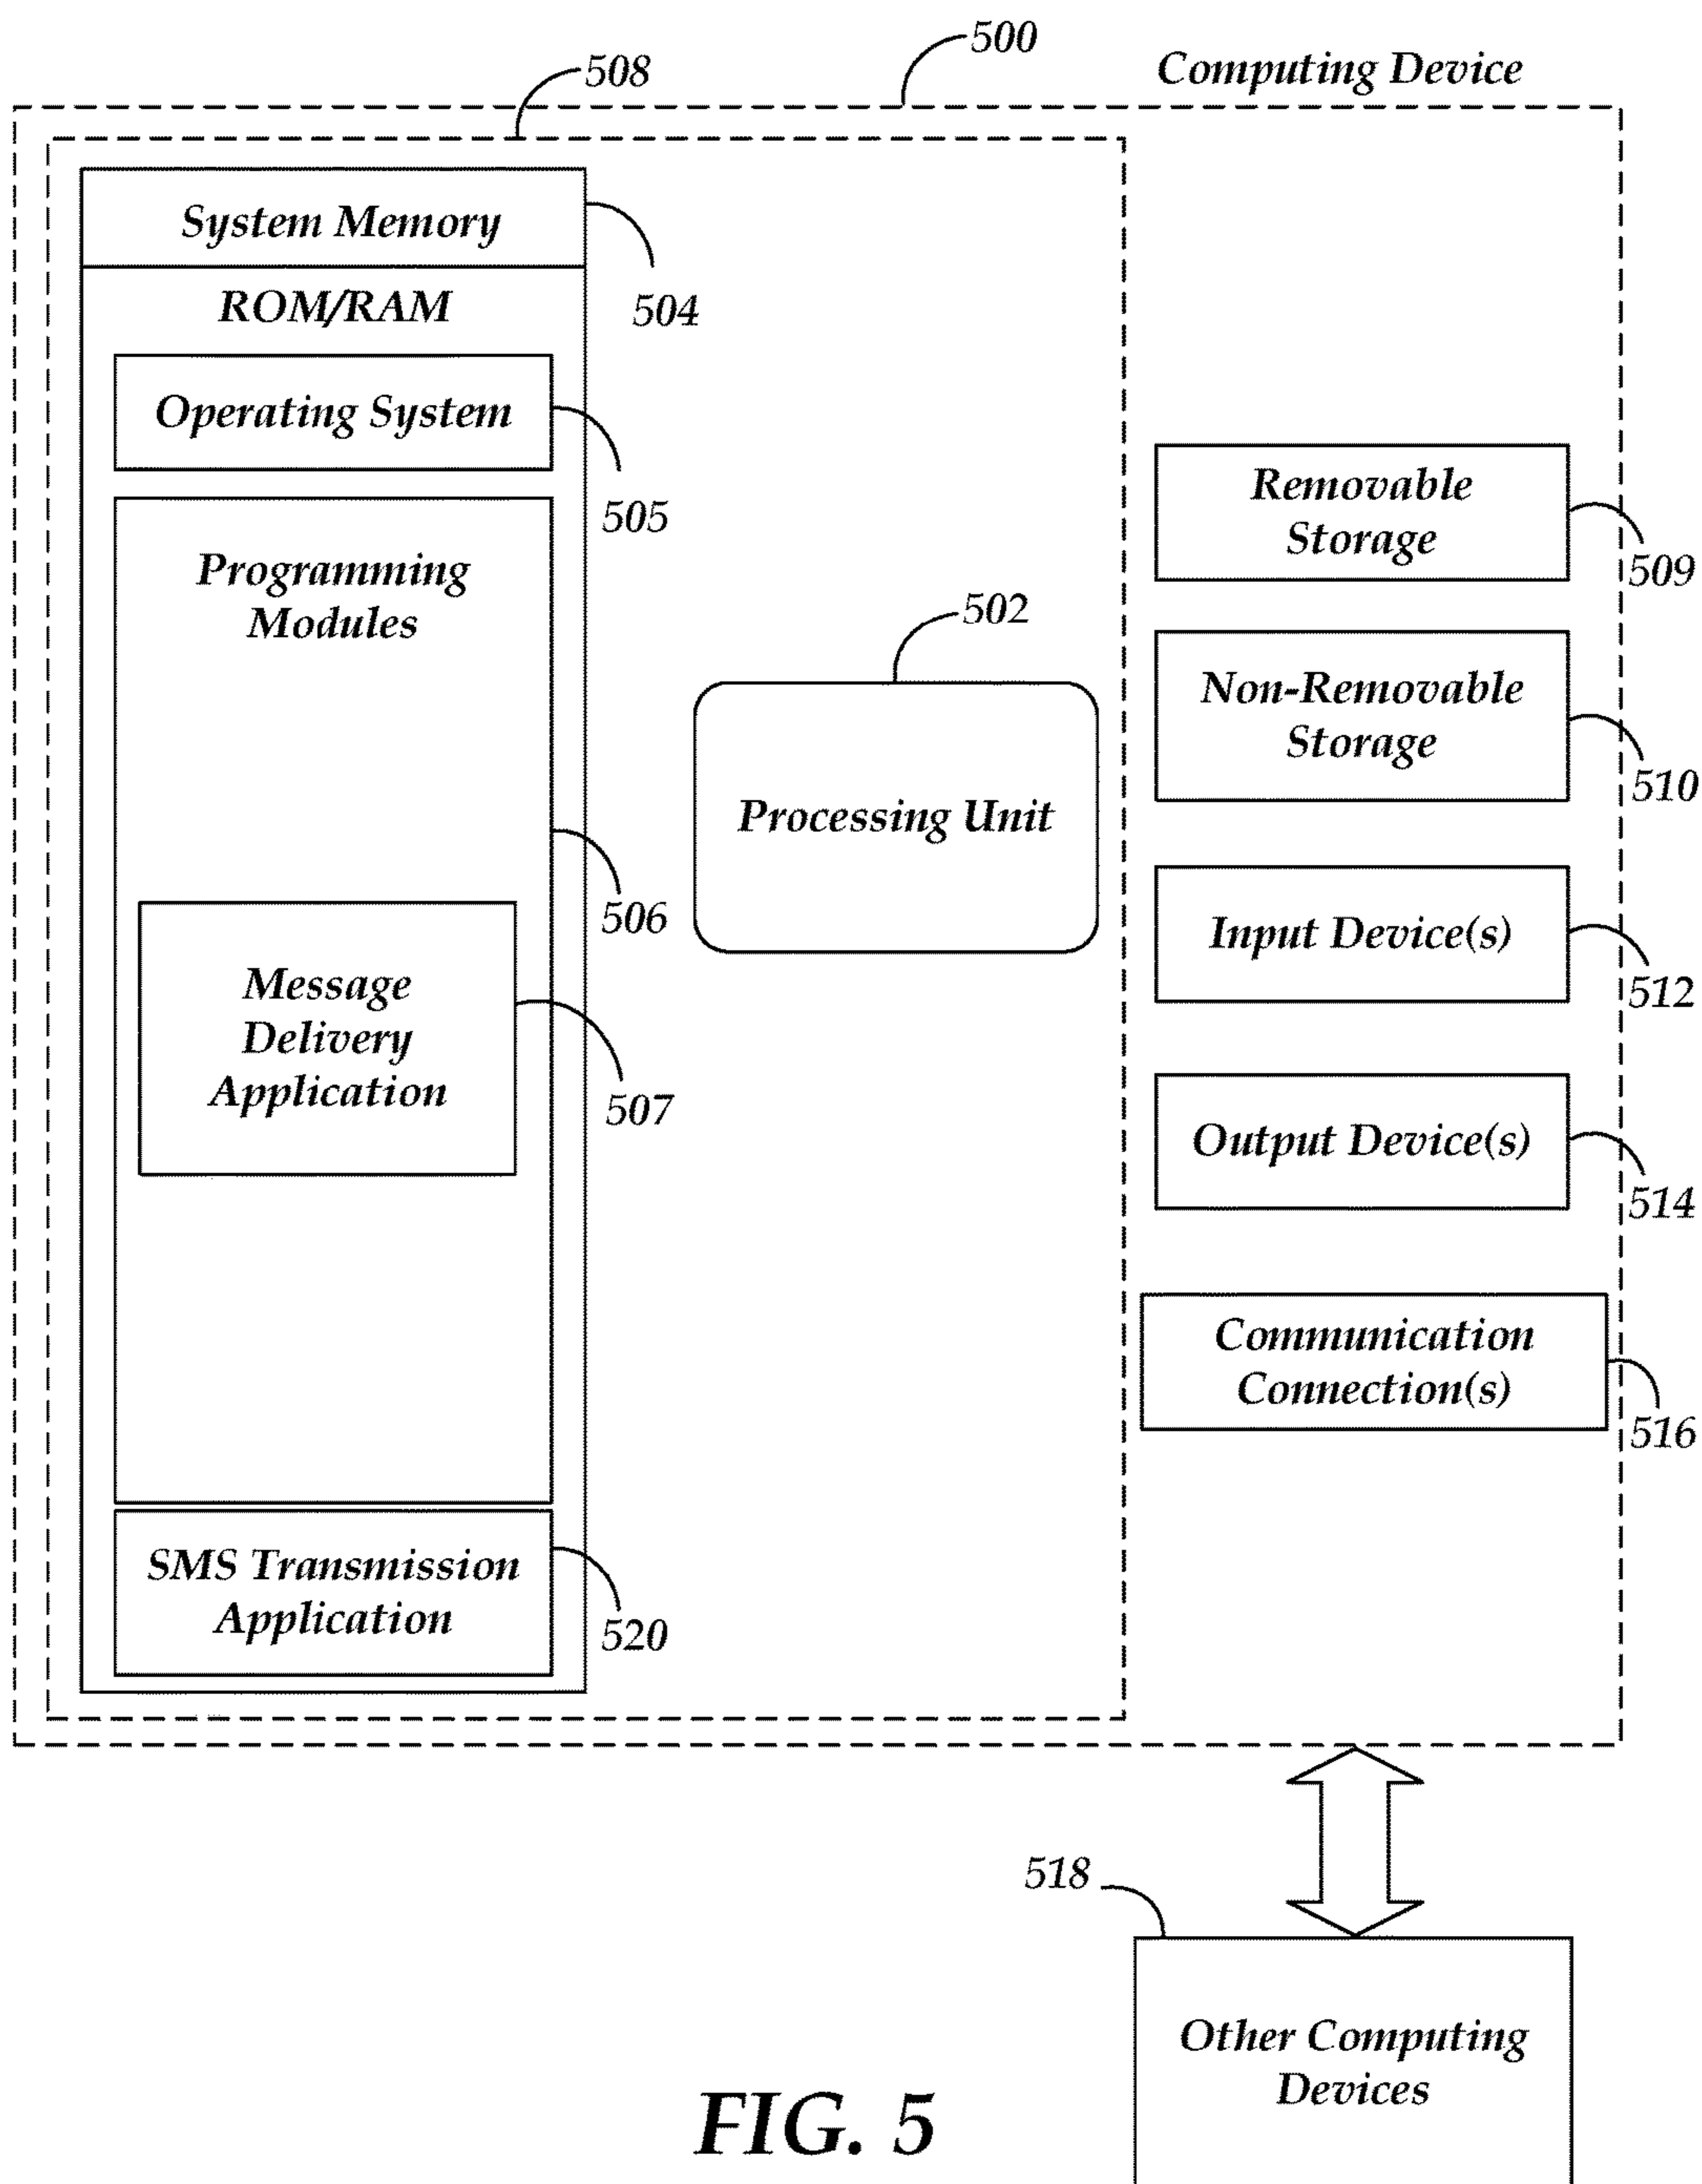 500
Computing Device
508
System Memory
504
ROM/RAM
Operating System
505
Programming
Modules
506
Message
Delivery
Application
507
SMS Transmission
Application
520
502
Processing Unit
Removable
Storage
509
Non-Removable
Storage
510
Input Device(s)
512
Output Device(s)
514
Communication
Connection(s)
516
518
Other Computing
Devices
FIG. 5